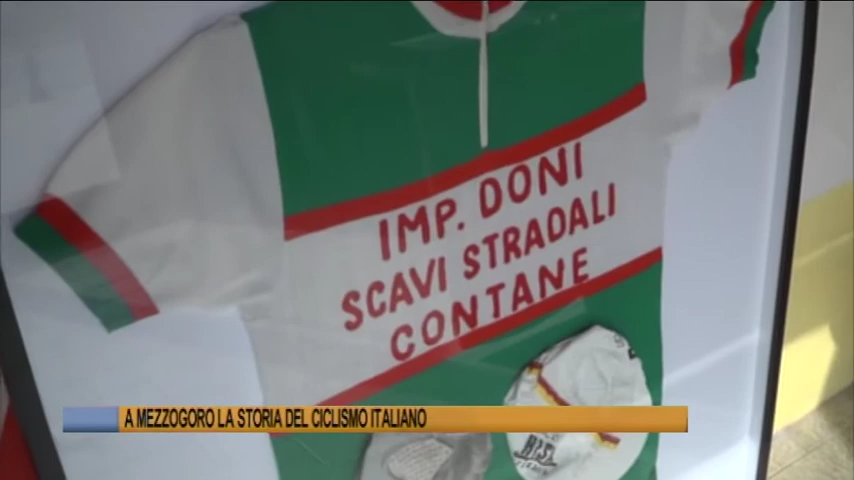 IMP. DONI
SCAVI STRADALI
CONTANE
A MEZZOGORO LA STORIA DEL CICLISMO ITALIANO